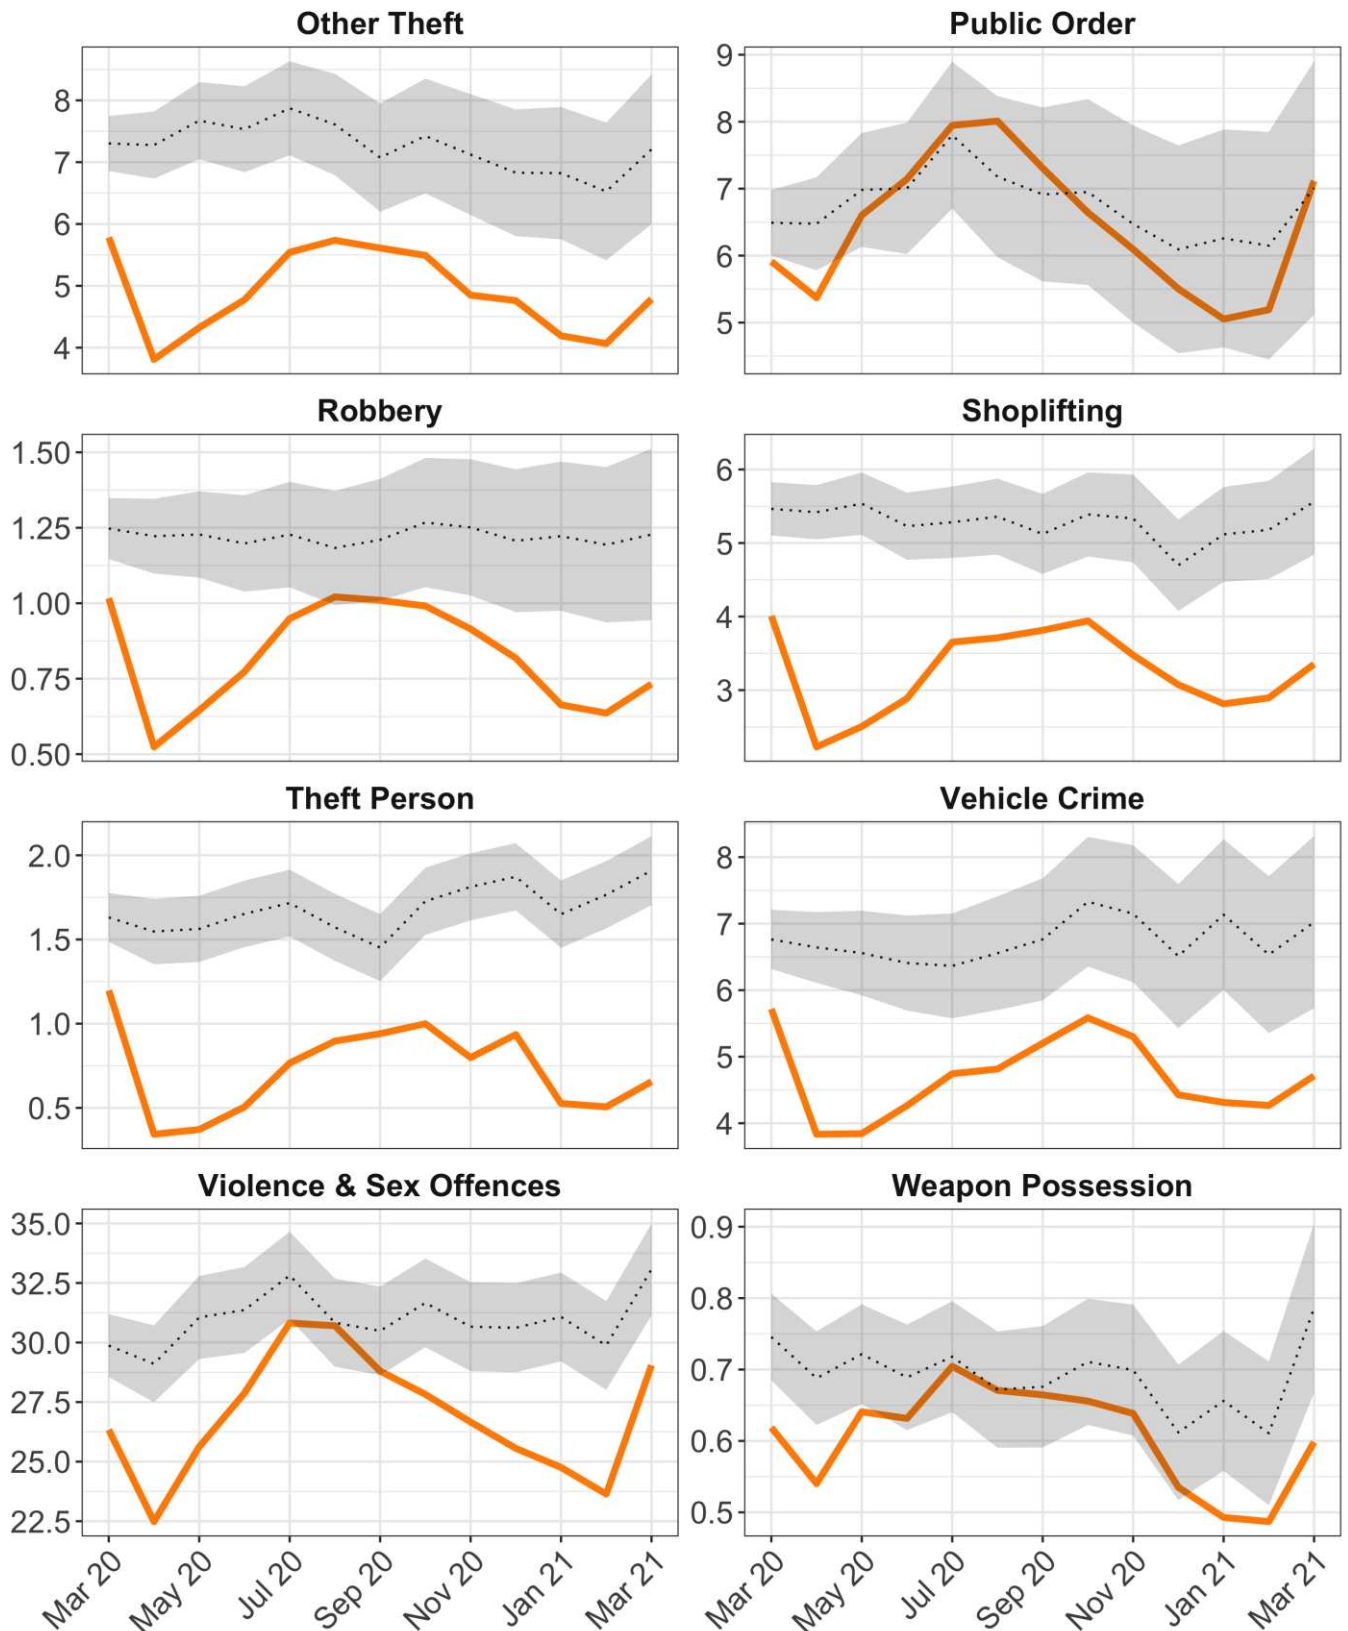 Other Theft
8
7
6
5
4
Public Order
9
8
7
6
5
Robbery
1.50
1.25
1.00
0.75
0.50
Shoplifting
6
5
4
3
Theft Person
2.0
1.5
1.0
0.5
Vehicle Crime
8
7
6
5
4
Violence & Sex Offences
35.0
32.5
30.0
27.5
25.0
22.5
Mar 20
May 20
Jul 20
Sep 20
Nov 20
Jan 21
Mar 21
Weapon Possession
0.9
0.8
0.7
0.6
0.5
Mar 20
May 20
Jul 20
Sep 20
Nov 20
Jan 21
Mar 21